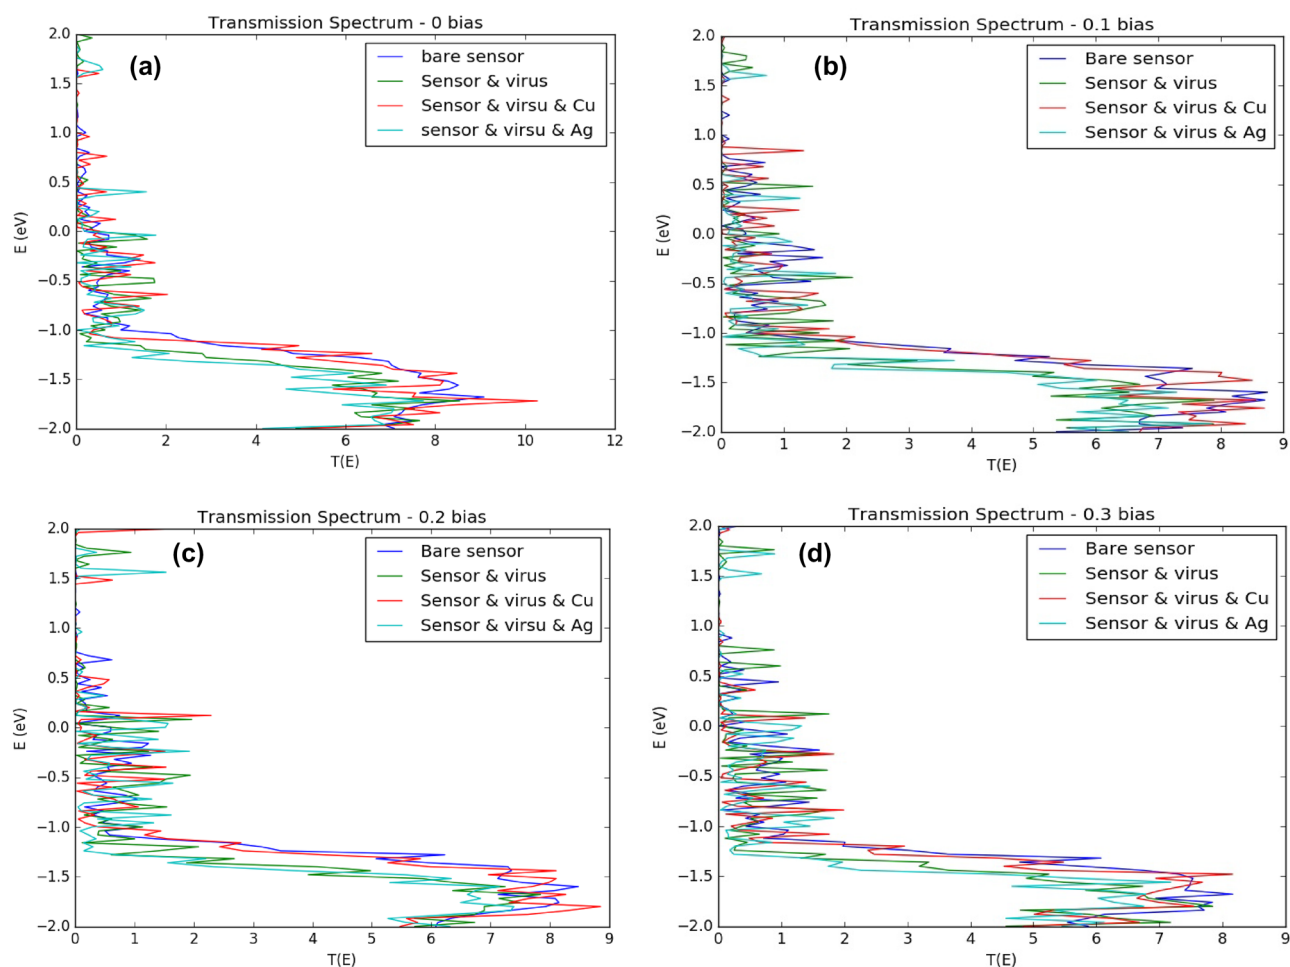 Transmission Spectrum - 0 bias
(a)
bare sensor
Sensor & virus
Sensor & virsu & Cu
sensor & virsu & Ag
2.0
1.5
1.0
0.5
0.0
−0.5
−1.0
−1.5
−2.0
E (eV)
0 2 4 6 8 10 12
T(E)
Transmission Spectrum - 0.1 bias
(b)
Bare sensor
Sensor & virus
Sensor & virus & Cu
Sensor & virus & Ag
2.0
1.5
1.0
0.5
0.0
−0.5
−1.0
−1.5
−2.0
E (eV)
0 1 2 3 4 5 6 7 8 9
T(E)
Transmission Spectrum - 0.2 bias
(c)
Bare sensor
Sensor & virus
Sensor & virus & Cu
Sensor & virsu & Ag
2.0
1.5
1.0
0.5
0.0
−0.5
−1.0
−1.5
−2.0
E (eV)
0 1 2 3 4 5 6 7 8 9
T(E)
Transmission Spectrum - 0.3 bias
(d)
Bare sensor
Sensor & virus
Sensor & virus & Cu
Sensor & virus & Ag
2.0
1.5
1.0
0.5
0.0
−0.5
−1.0
−1.5
−2.0
E (eV)
0 1 2 3 4 5 6 7 8 9
T(E)